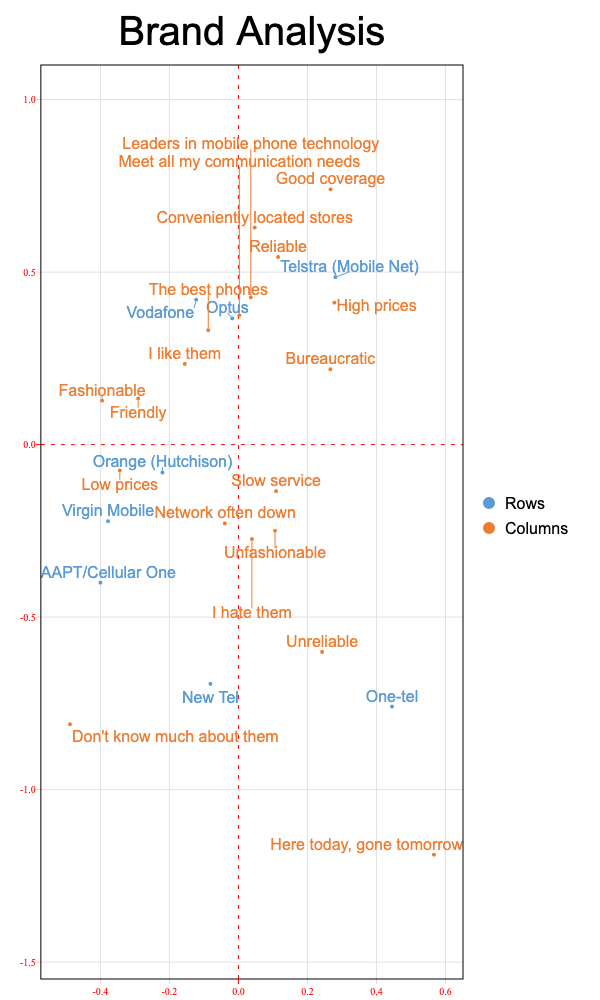 Brand Analysis
1.0
Leaders in mobile phone technology
Meet all my communication needs
Good coverage
Conveniently located stores
Reliable
Telstra (Mobile Net)
0.5
The best phones
High prices
Optus
Vodafone
I like them
Bureaucratic
Fashionable
Friendly
0.0
Orange (Hutchison)
Low prices
Slow service
Rows
Virgin Mobile
Network often down
Columns
Unfashionable
AAPT/Cellular One
I hate them
-0.5
Unreliable
New Tel
One-tel
Don't know much about them
-1.0
Here today, gone tomorrow
-1.5
-0.4 -0.2 0.0 0.2 0.4 0.6